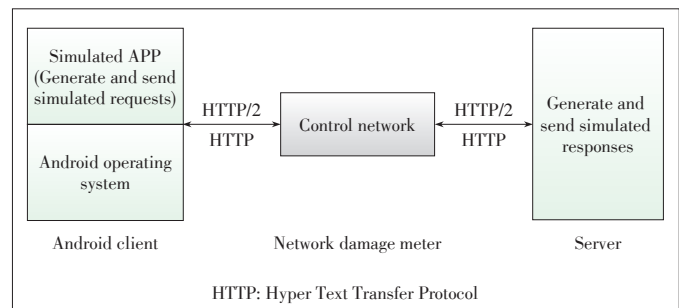 Simulated APP
(Generate and send
simulated requests)
Android operating
system
HTTP/2
HTTP
Control network
HTTP/2
HTTP
Generate and
send simulated
responses
Android client
Network damage meter
Server
HTTP: Hyper Text Transfer Protocol